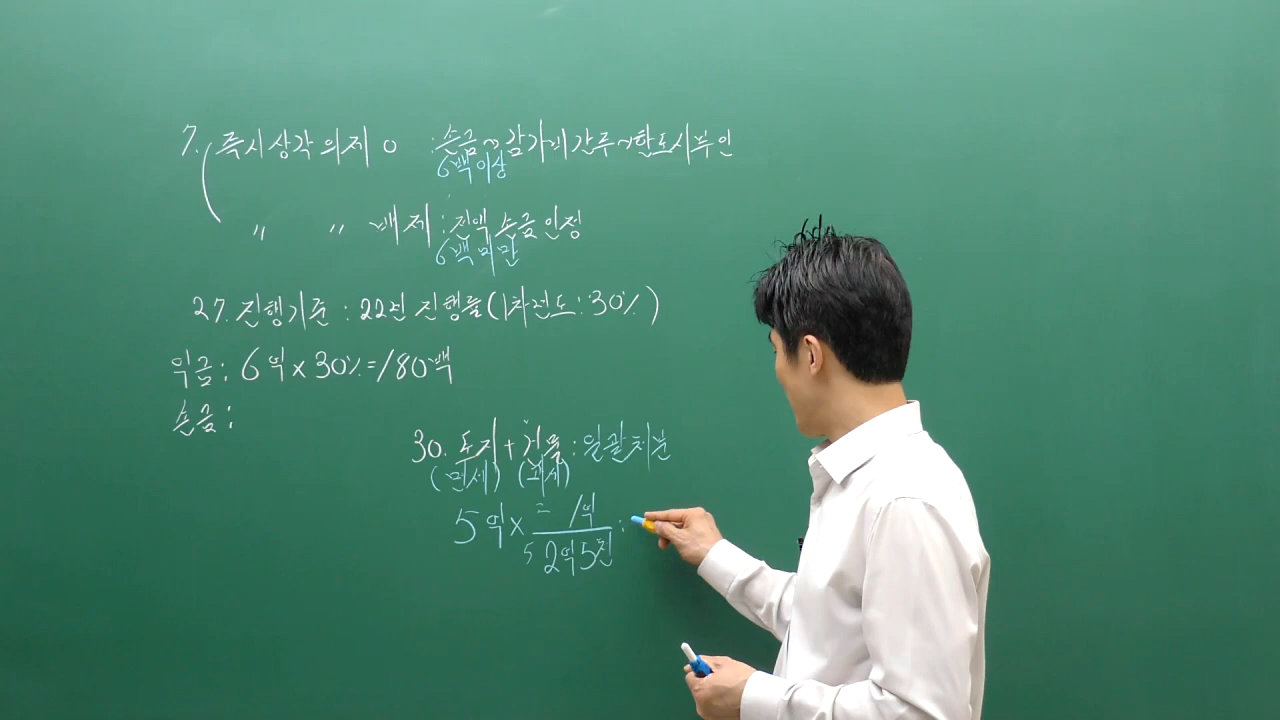 7. 즉시상각의제 O : 손금~감가비간주~한도시부인
6백이상
〃 〃 배제 : 전액 손금인정
6백 미만
27. 진행기준 : 22년 진행률(1차년도:30%)
익금 : 6억×30%=180백
손금 :
30. 토지+건물 : 일괄처분
(면세) (과세)
5억× 2 1억 :
5 2억5천